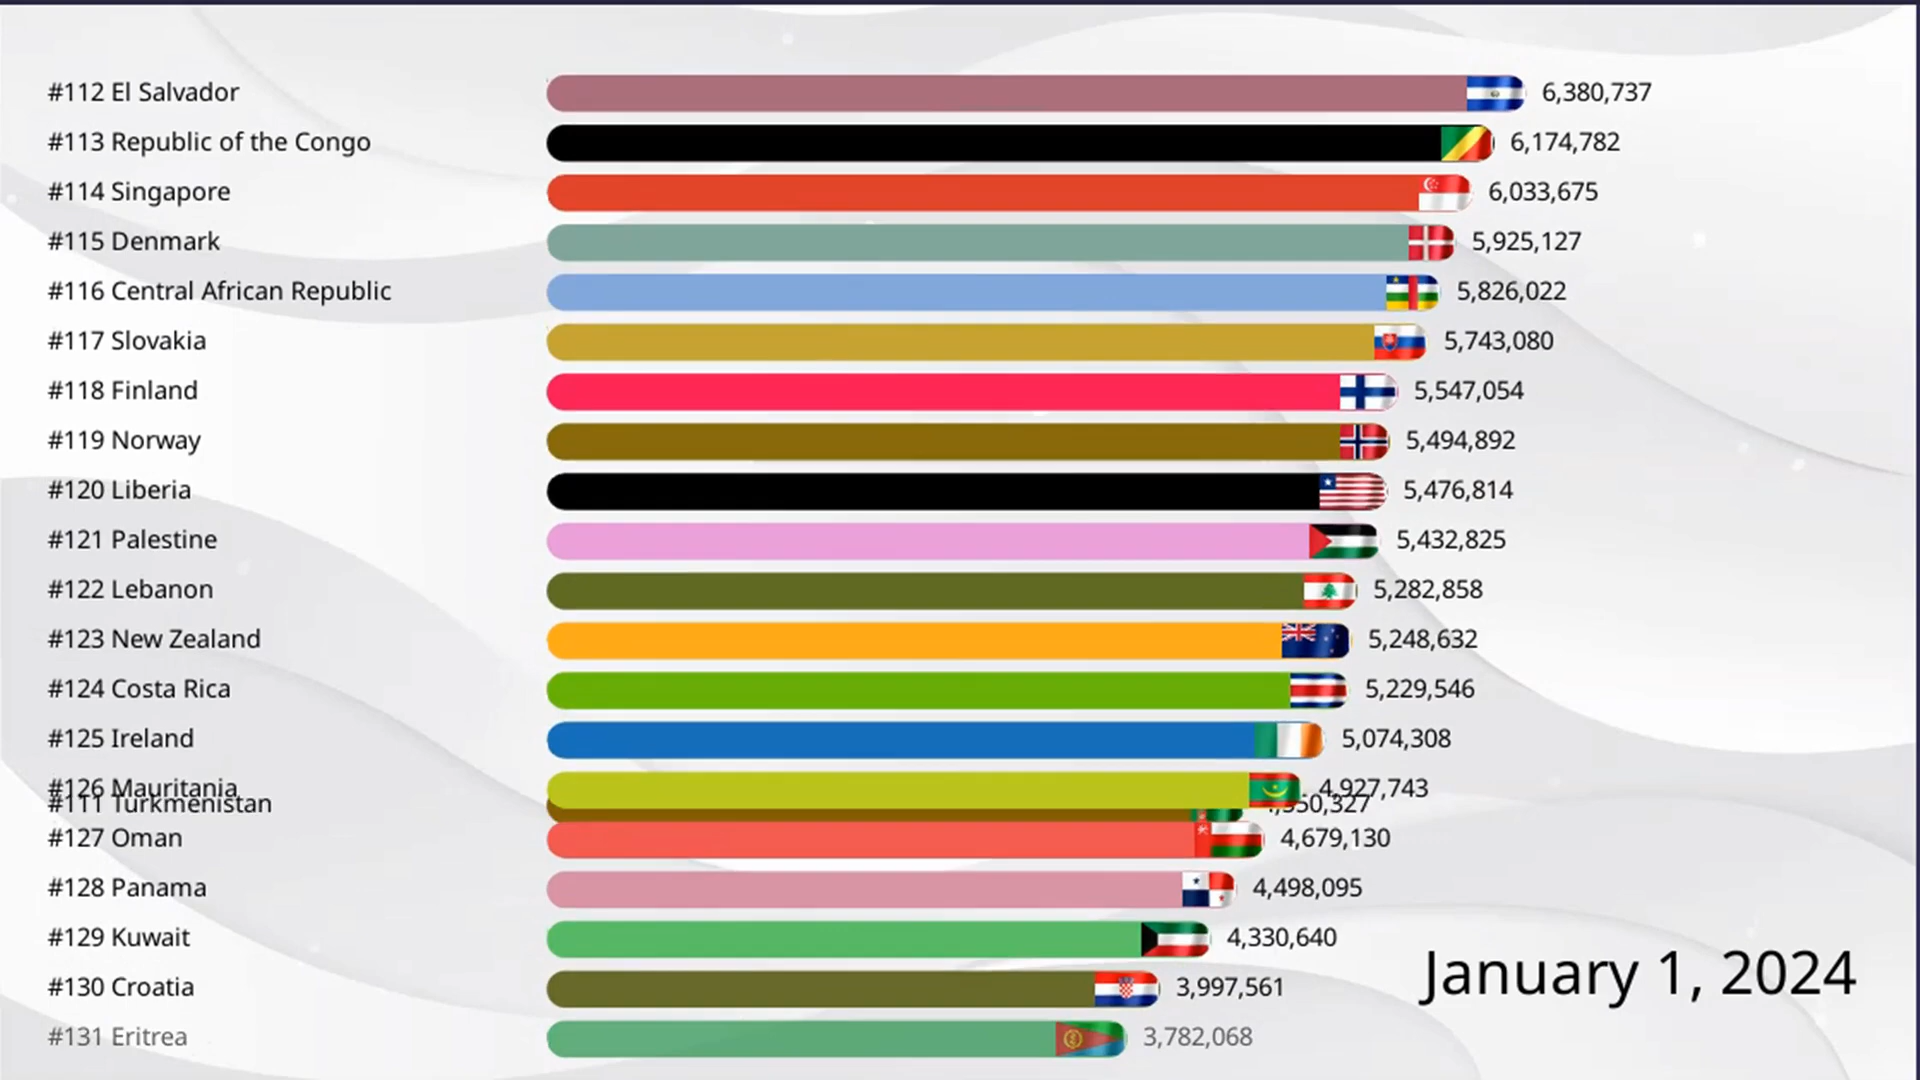 #112 El Salvador 6,380,737
#113 Republic of the Congo 6,174,782
#114 Singapore 6,033,675
#115 Denmark 5,925,127
#116 Central African Republic 5,826,022
#117 Slovakia 5,743,080
#118 Finland 5,547,054
#119 Norway 5,494,892
#120 Liberia 5,476,814
#121 Palestine 5,432,825
#122 Lebanon 5,282,858
#123 New Zealand 5,248,632
#124 Costa Rica 5,229,546
#125 Ireland 5,074,308
#126 Mauritania 4,927,743
#111 Turkmenistan
#127 Oman 4,679,130
#128 Panama 4,498,095
#129 Kuwait 4,330,640
#130 Croatia 3,997,561
January 1, 2024
#131 Eritrea 3,782,068